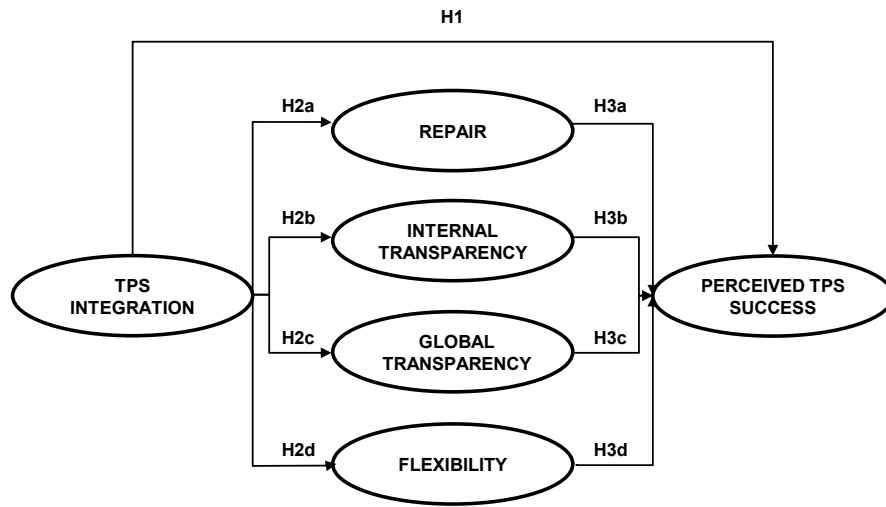 H1
H2a
H3a
REPAIR
H2b
H3b
INTERNAL
TRANSPARENCY
TPS
INTEGRATION
PERCEIVED TPS
SUCCESS
H2c
H3c
GLOBAL
TRANSPARENCY
H2d
H3d
FLEXIBILITY